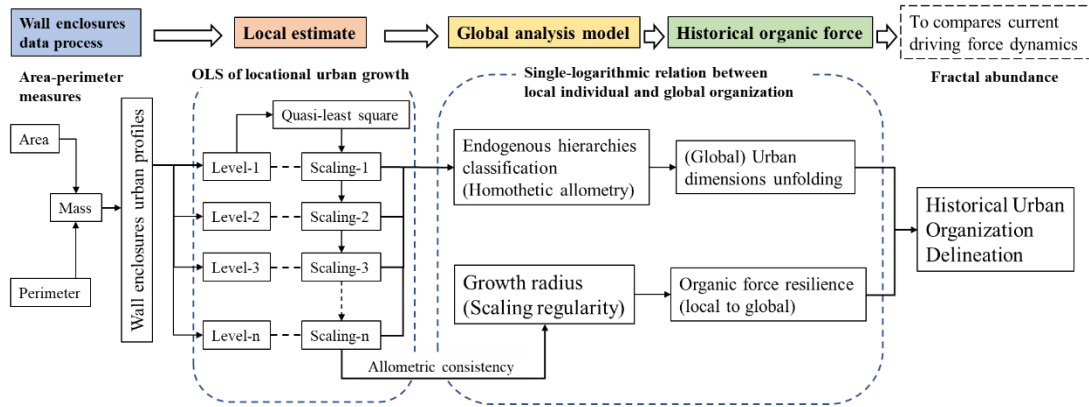 Wall enclosures
data process
Local estimate
Global analysis model
Historical organic force
To compares current
driving force dynamics
Area-perimeter
measures
OLS of locational urban growth
Single-logarithmic relation between
local individual and global organization
Fractal abundance
Area
Mass
Perimeter
Wall enclosures urban profiles
Quasi-least square
Level-1
Scaling-1
Level-2
Scaling-2
Level-3
Scaling-3
Level-n
Scaling-n
Allometric consistency
Endogenous hierarchies
classification
(Homothetic allometry)
(Global) Urban
dimensions unfolding
Growth radius
(Scaling regularity)
Organic force resilience
(local to global)
Historical Urban
Organization
Delineation